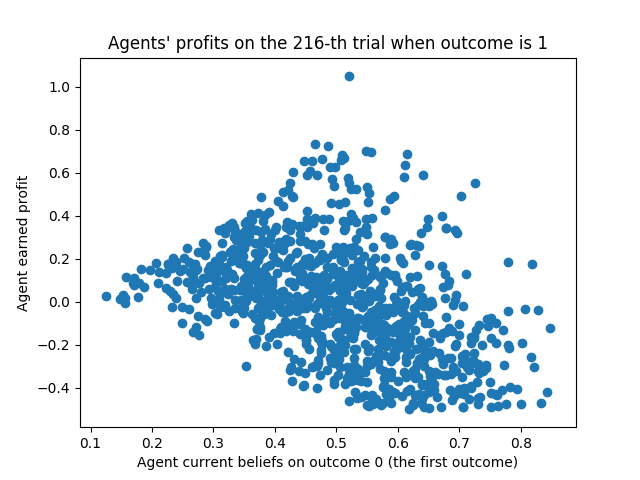 Agents' profits on the 216-th trial when outcome is 1
1.0
0.8
0.6
0.4
0.2
0.0
−0.2
−0.4
Agent earned profit
0.1 0.2 0.3 0.4 0.5 0.6 0.7 0.8
Agent current beliefs on outcome 0 (the first outcome)